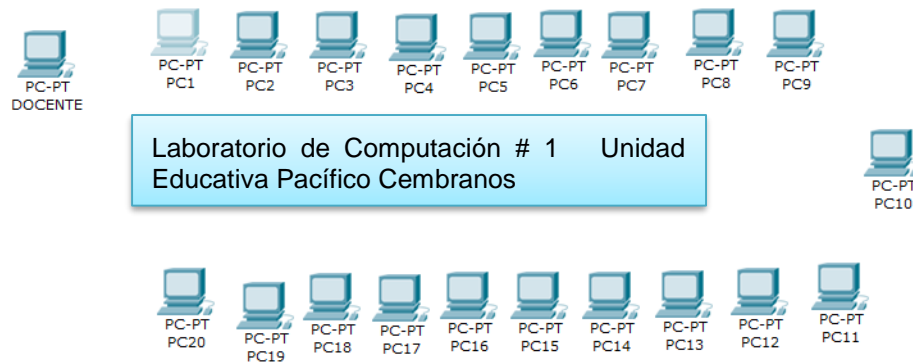 PC-PT
DOCENTE
PC-PT
PC1
PC-PT
PC2
PC-PT
PC3
PC-PT
PC4
PC-PT
PC5
PC-PT
PC6
PC-PT
PC7
PC-PT
PC8
PC-PT
PC9
Laboratorio de Computación # 1 Unidad
Educativa Pacífico Cembranos
PC-PT
PC10
PC-PT
PC20
PC-PT
PC19
PC-PT
PC18
PC-PT
PC17
PC-PT
PC16
PC-PT
PC15
PC-PT
PC14
PC-PT
PC13
PC-PT
PC12
PC-PT
PC11